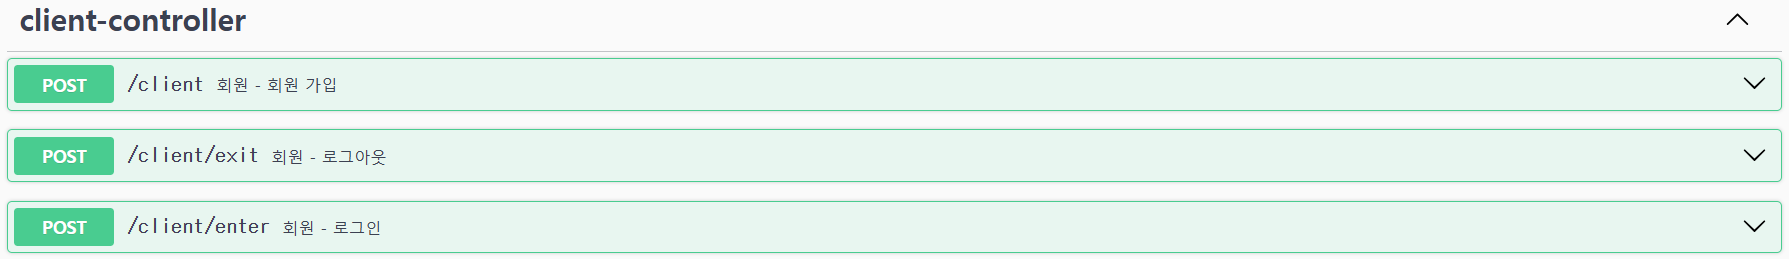 client-controller
POST /client 회원 - 회원 가입
POST /client/exit 회원 - 로그아웃
POST /client/enter 회원 - 로그인